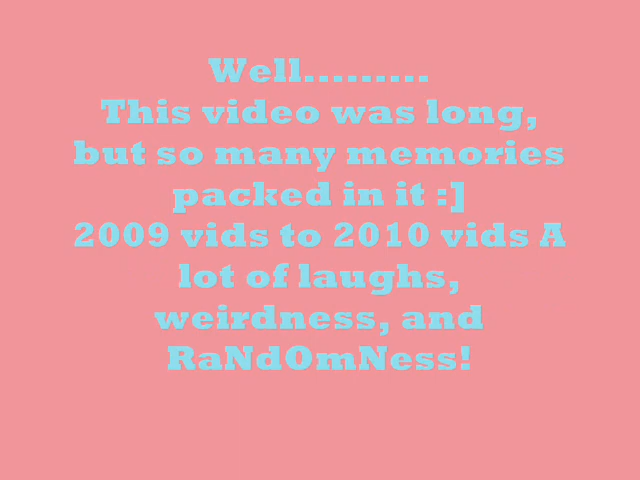 Well.........
This video was long,
but so many memories
packed in it :]
2009 vids to 2010 vids A
lot of laughs,
weirdness, and
RaNdOmNess!